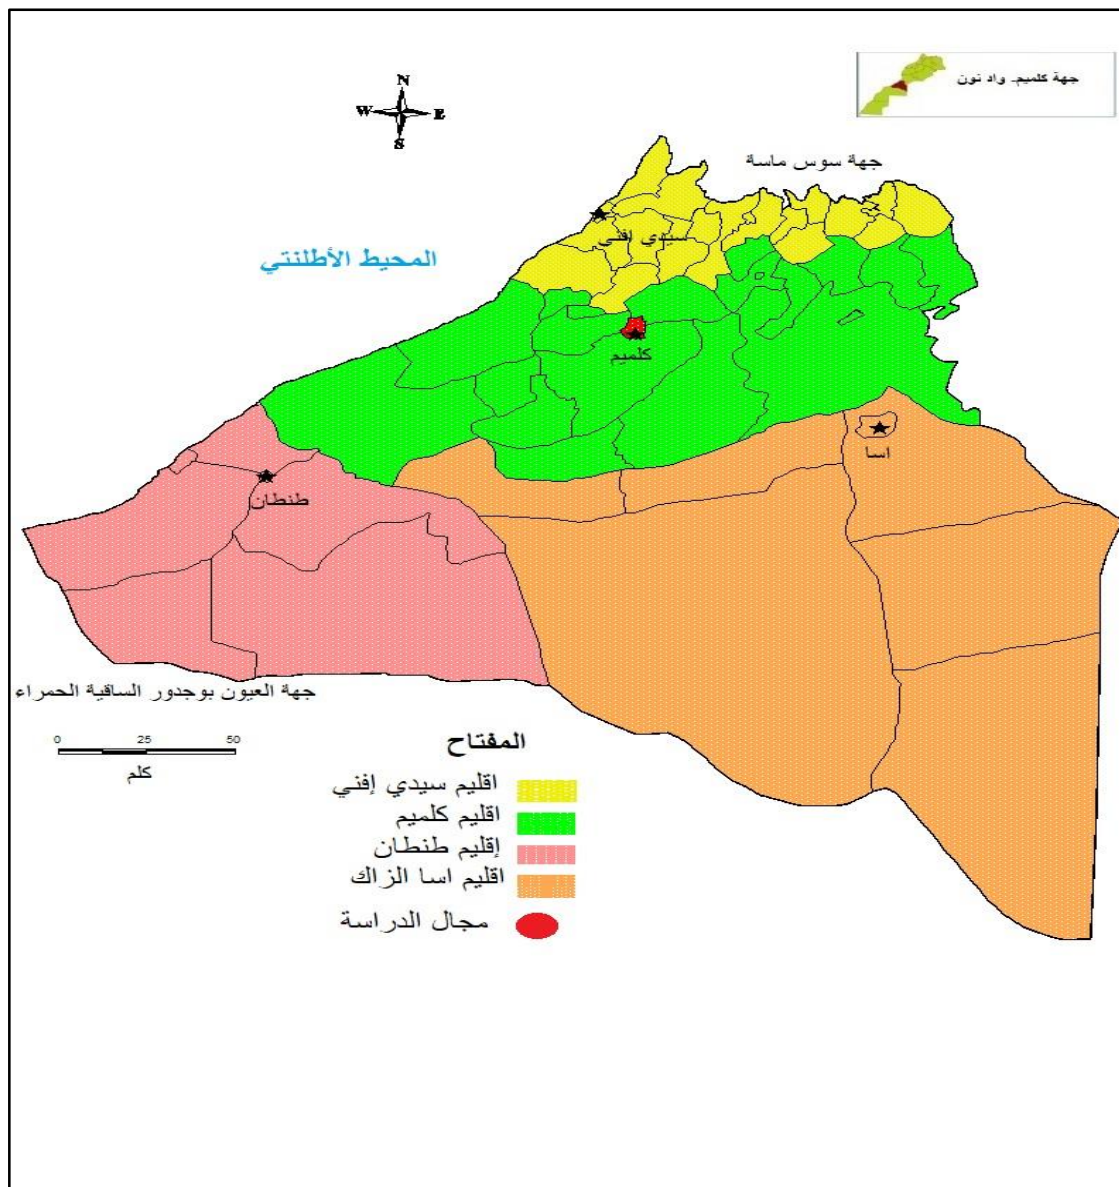 جهة كلميم- واد نون
N
W E
S
جهة سوس ماسة
سيدي افني
المحيط الأطلنتي
كلميم
اسا
طنطان
جهة العيون بوجدور الساقية الحمراء
0 25 50
كلم
المفتاح
اقليم سيدي إفني
اقليم كلميم
إقليم طنطان
اقليم اسا الزاك
مجال الدراسة